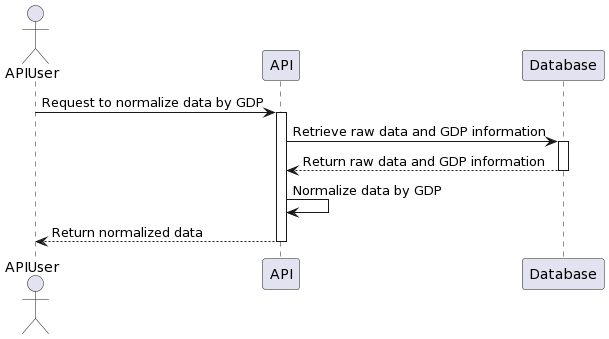 APIUser
API
Database
Request to normalize data by GDP
Retrieve raw data and GDP information
Return raw data and GDP information
Normalize data by GDP
Return normalized data
APIUser
API
Database